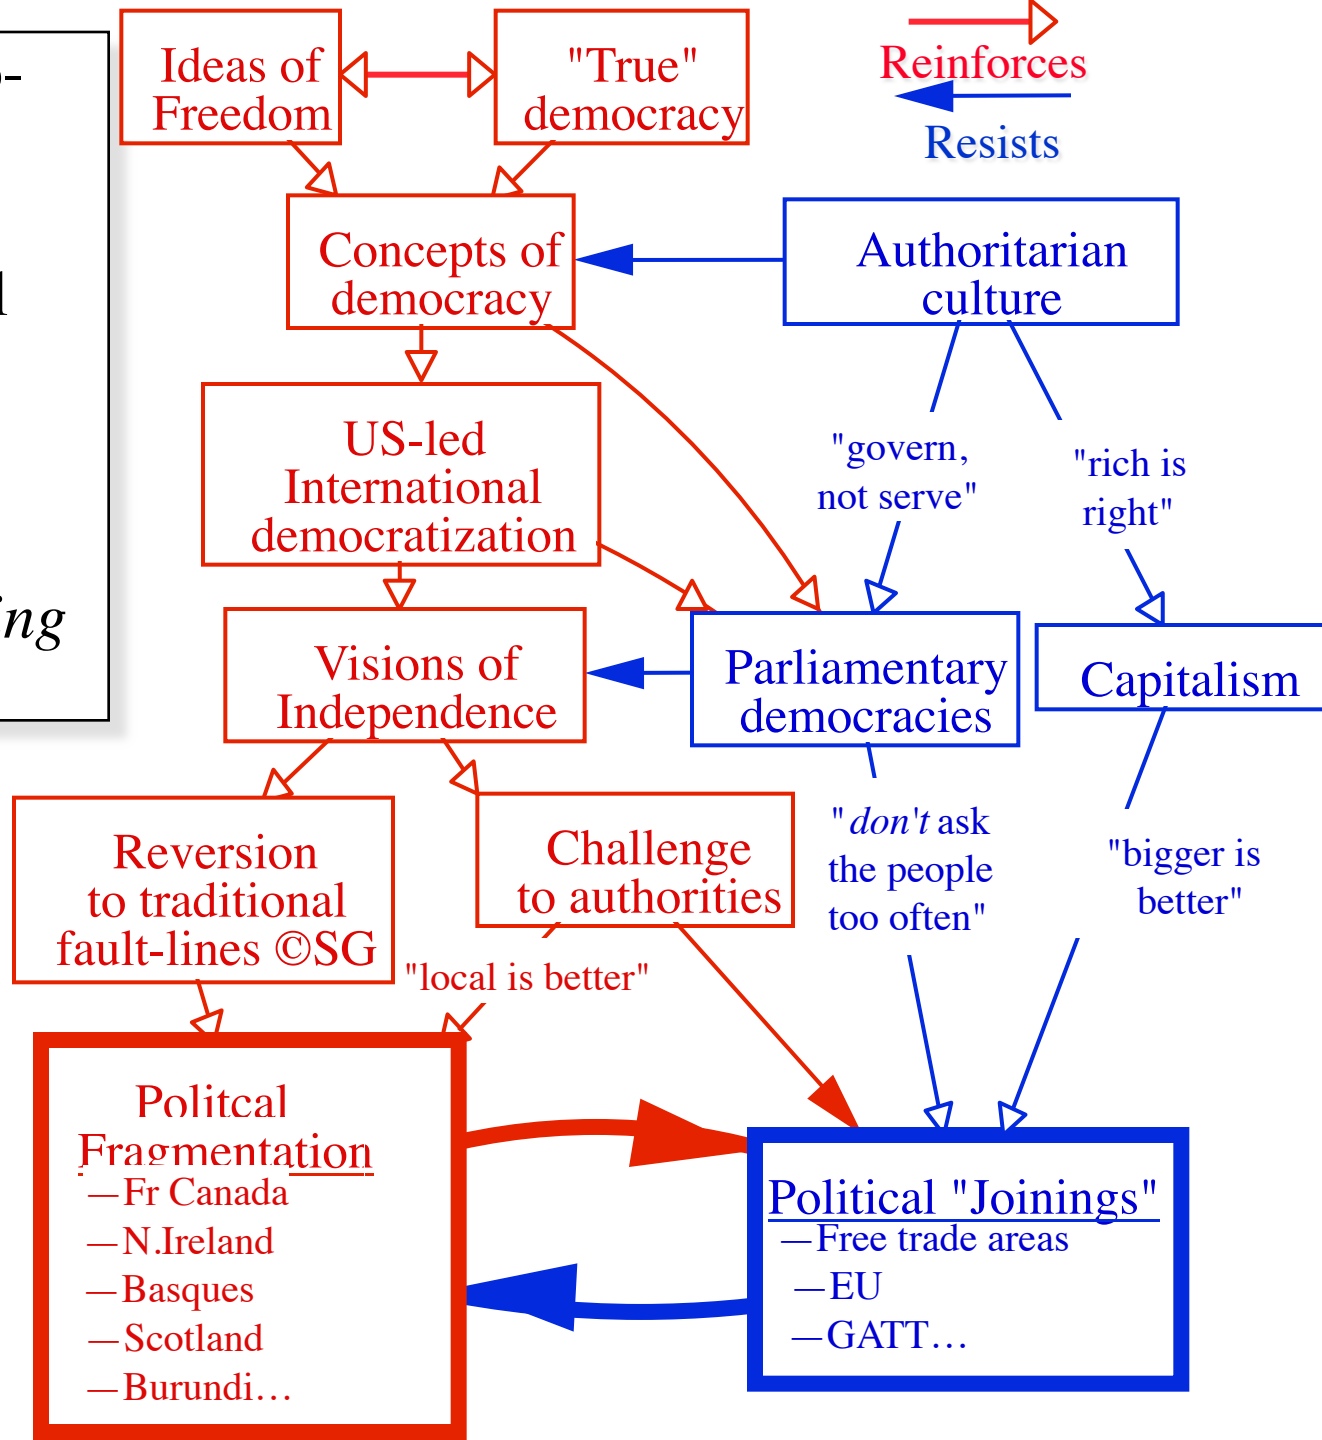 Ideas of
Freedom
"True"
democracy
Reinforces
Resists
Concepts of
democracy
Authoritarian
culture
US-led
International
democratization
"govern,
not serve"
"rich is
right"
ing
Visions of
Independence
Parliamentary
democracies
Capitalism
Reversion
to traditional
fault-lines ©SG
Challenge
to authorities
"don't ask
the people
too often"
"bigger is
better"
"local is better"
Politcal
Fragmentation
—Fr Canada
—N.Ireland
—Basques
—Scotland
—Burundi…
Political "Joinings"
—Free trade areas
—EU
—GATT…